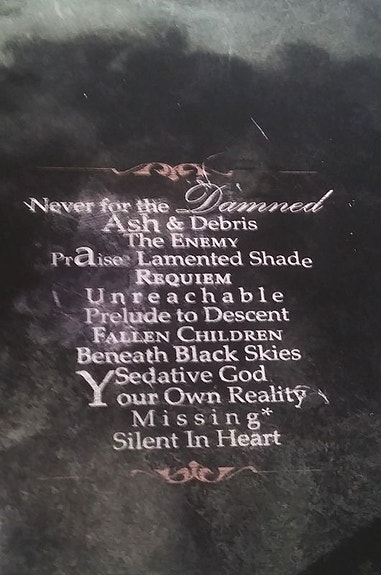 Never for the Damned
Ash & Debris
The Enemy
Praise Lamented Shade
Requiem
Unreachable
Prelude to Descent
Fallen Children
Beneath Black Skies
Sedative God
Your Own Reality
Missing*
Silent In Heart